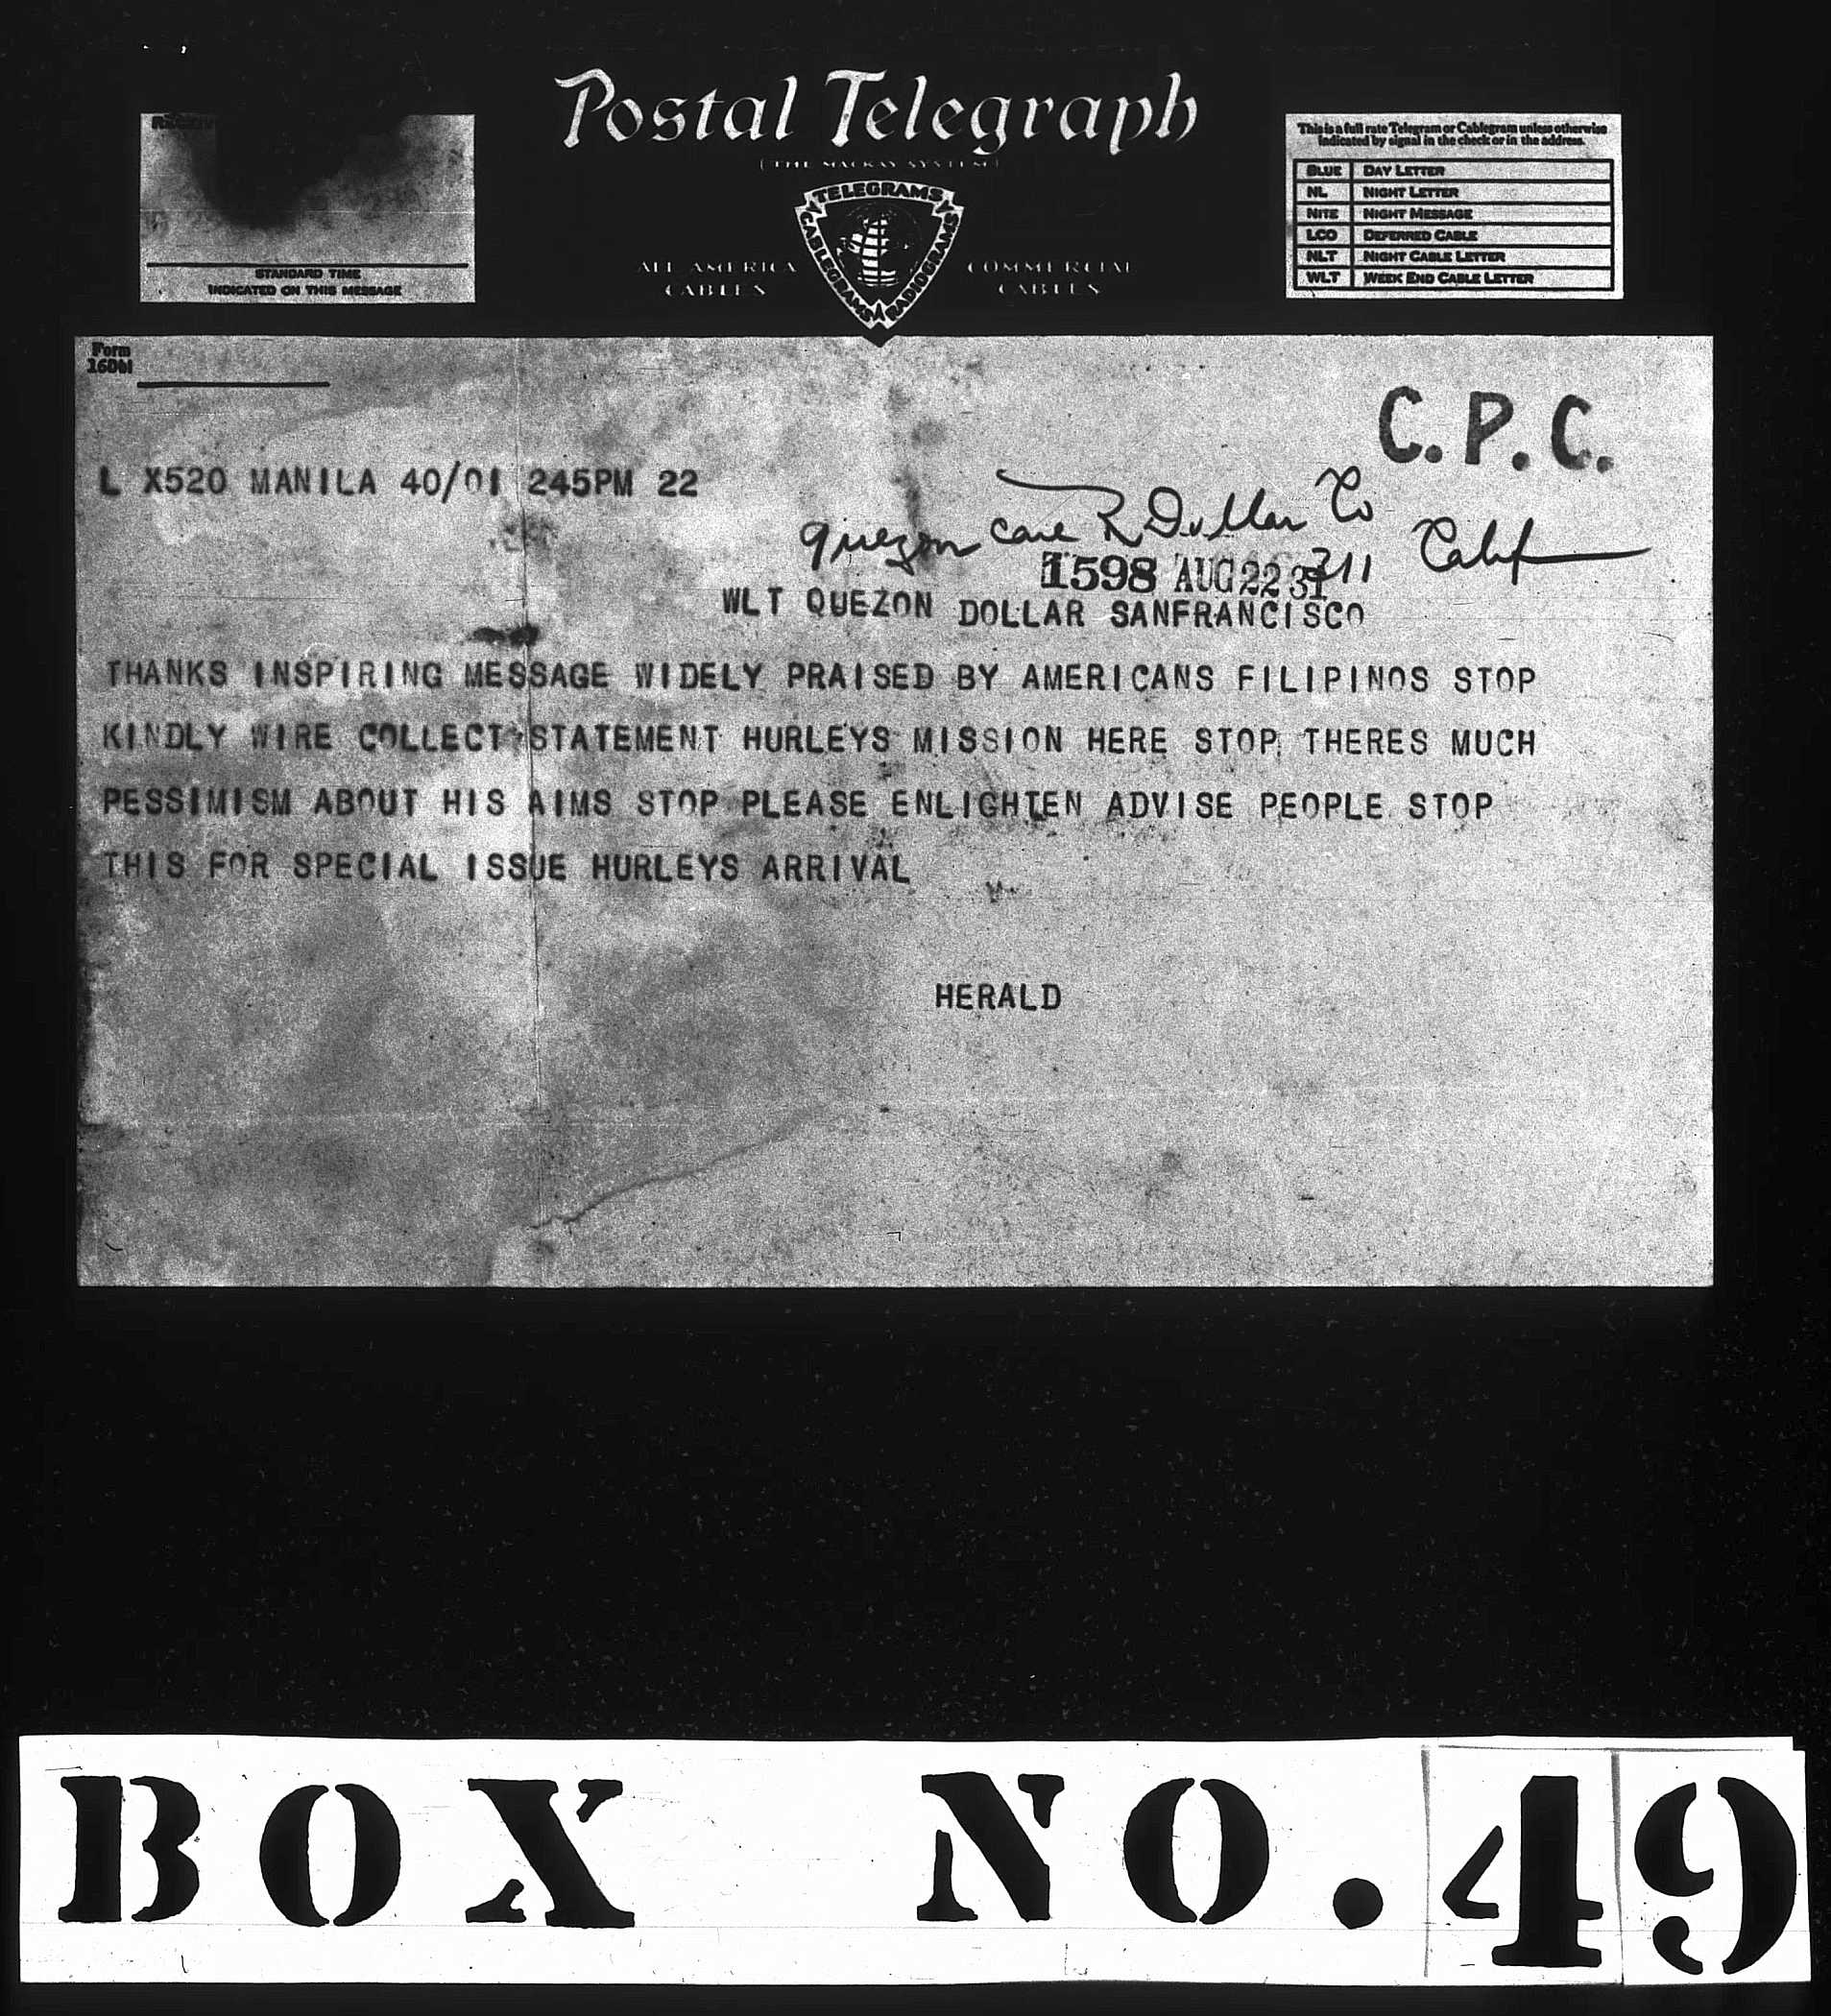 Postal Telegraph
(THE MACKAY SYSTEM)
TELEGRAMS
CABLEGRAMS
RADIOGRAMS
ALL AMERICA
CABLES
COMMERCIAL
CABLES
STANDARD TIME
INDICATED ON THIS MESSAGE
This is a full rate Telegram or Cablegram unless otherwise
indicated by signal in the check or in the address.
BLUE DAY LETTER
NL NIGHT LETTER
NITE NIGHT MESSAGE
LCO DEFERRED CABLE
NLT NIGHT CABLE LETTER
WLT WEEK END CABLE LETTER
Form
C.P.C.
L X520 MANILA 40/01 245PM 22
Quezon care R Dollar Co
311 Calif
1598 AUG 22 31
WLT QUEZON DOLLAR SANFRANCISCO
THANKS INSPIRING MESSAGE WIDELY PRAISED BY AMERICANS FILIPINOS STOP
KINDLY WIRE COLLECT STATEMENT HURLEYS MISSION HERE STOP THERES MUCH
PESSIMISM ABOUT HIS AIMS STOP PLEASE ENLIGHTEN ADVISE PEOPLE STOP
THIS FOR SPECIAL ISSUE HURLEYS ARRIVAL
HERALD
BOX NO. 49